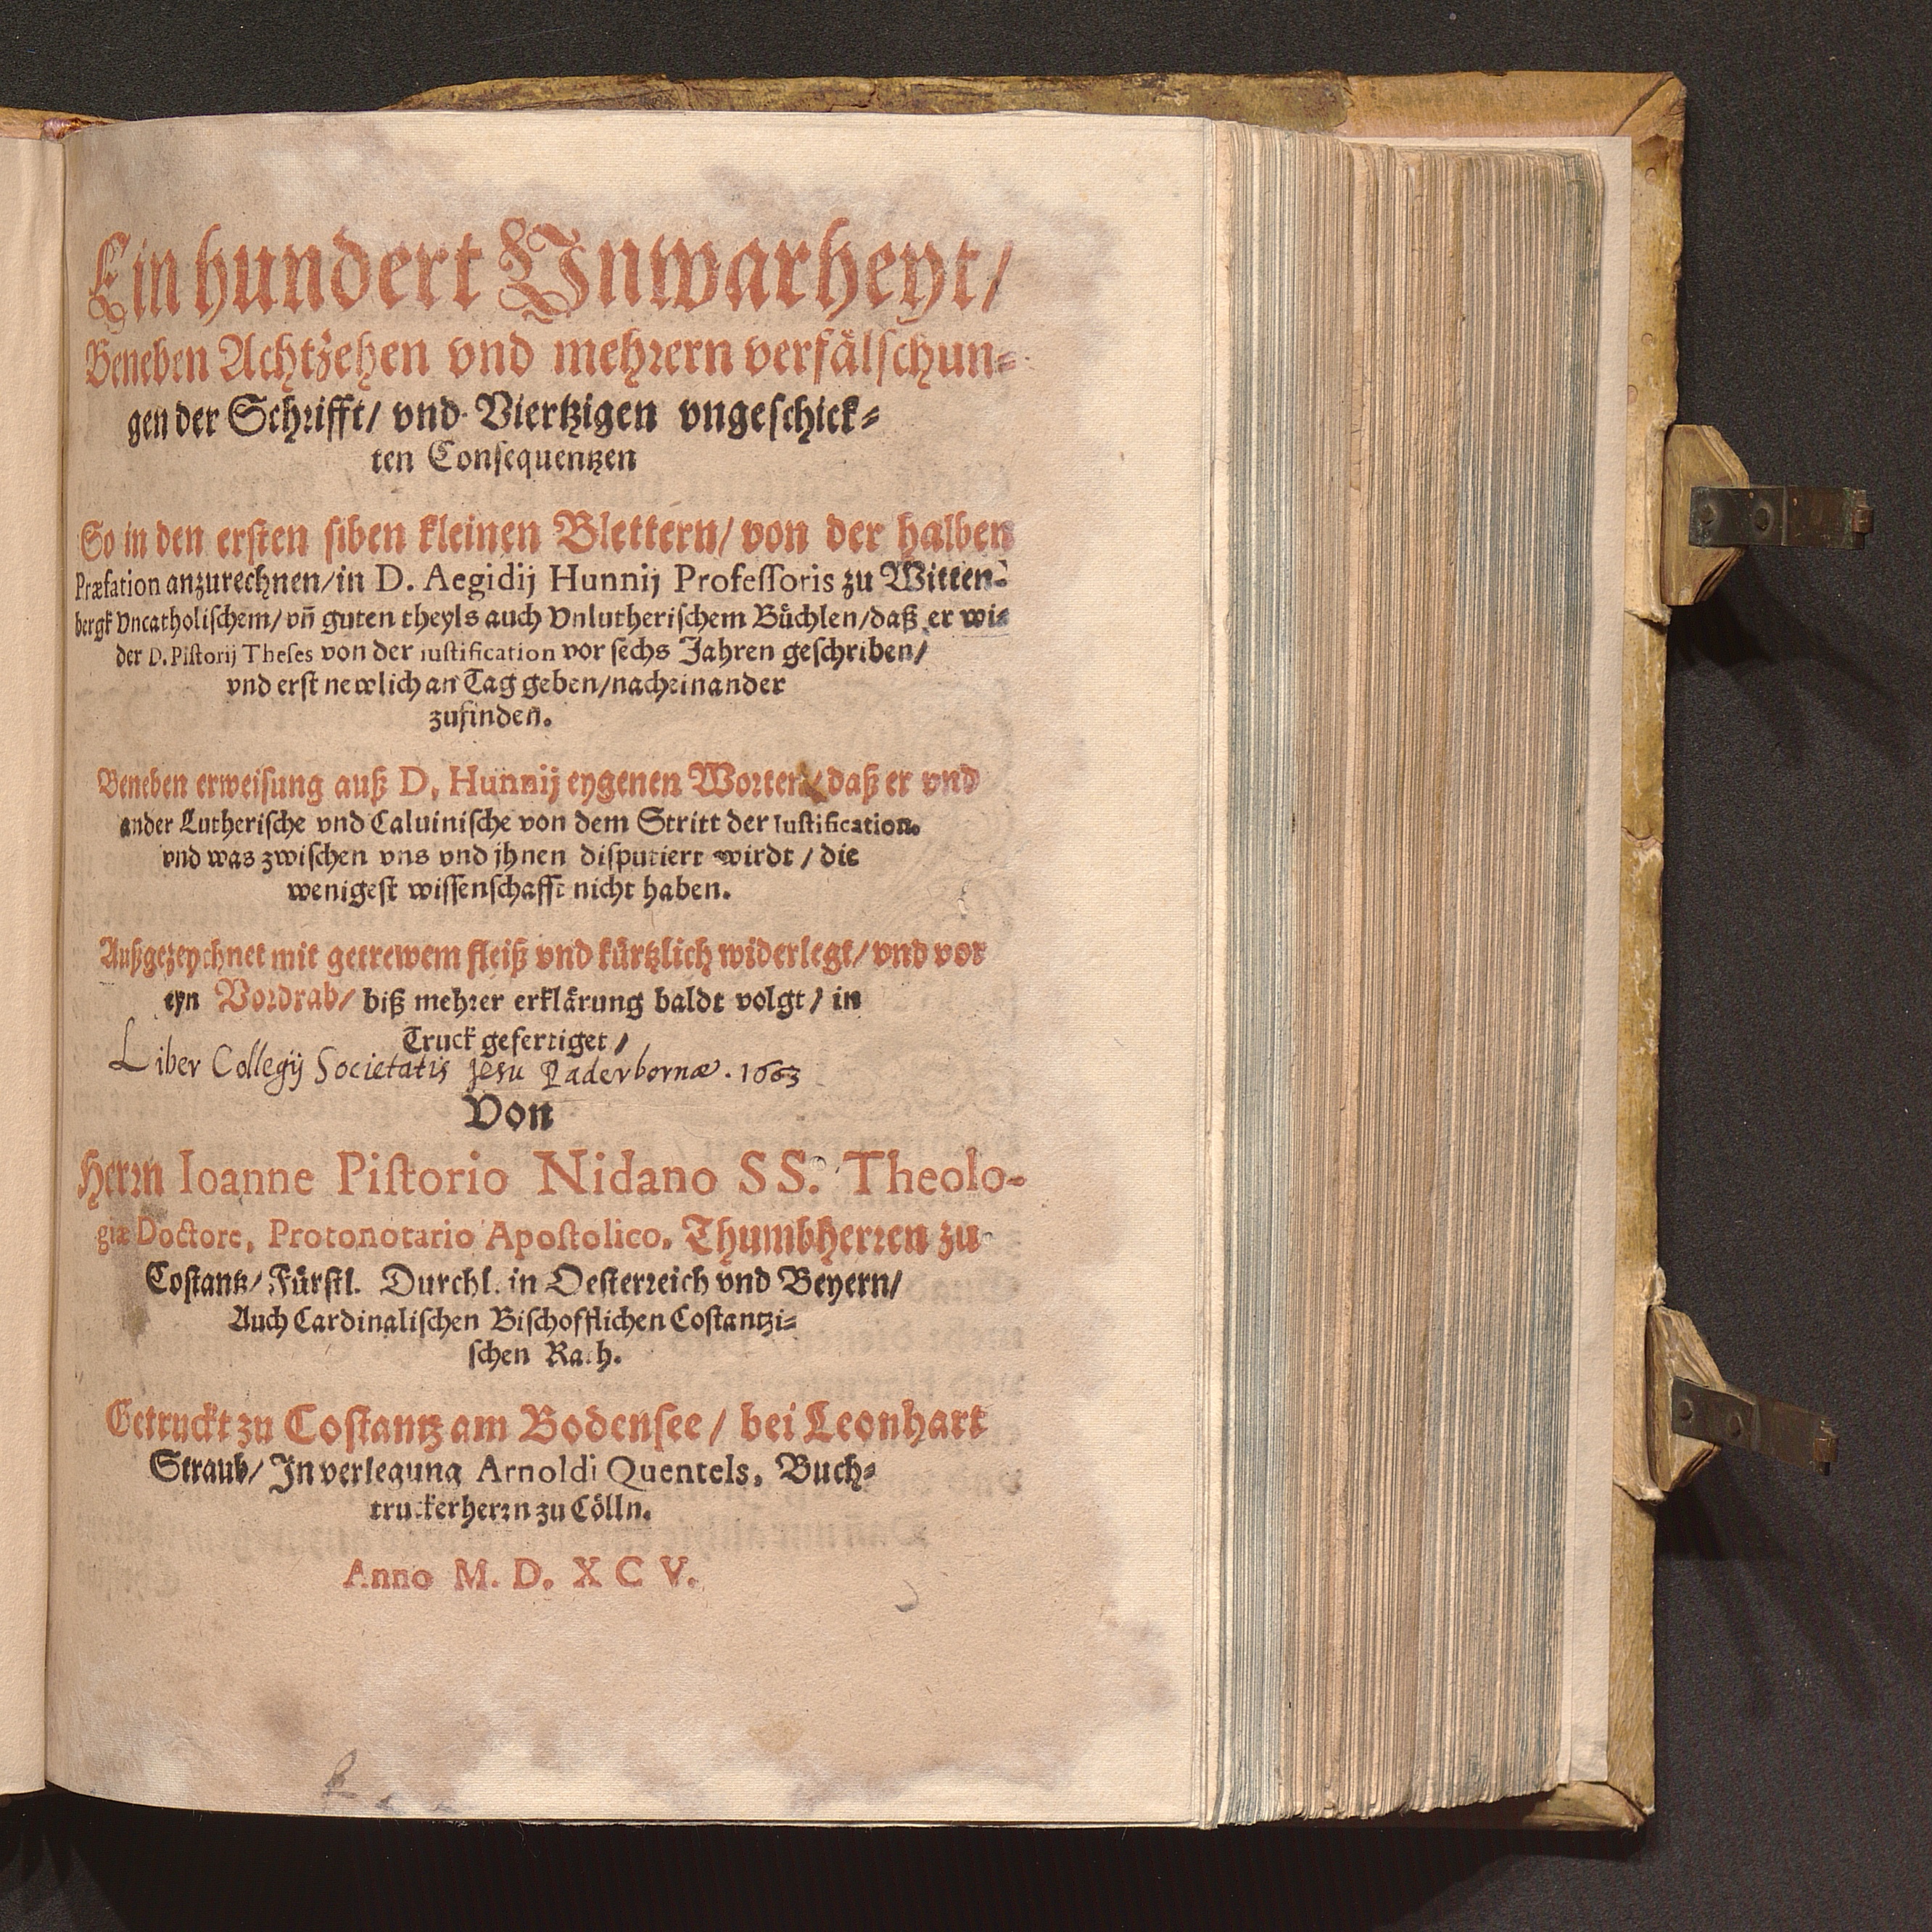 Ein hundert Vnwarheyt/
Beneben Achtzehen vnd mehrern verfälschun-
gen der Schrifft/ vnd Viertzigen vngeschick-
ten Consequentzen
So in den ersten siben kleinen Blettern/ von der halben
Præfation anzurechnen/ in D. Aegidij Hunnij Professoris zu Witten-
bergk Vncatholischem/ vñ guten theyls auch Vnlutherischem Büchlen/ daß er wi-
der D. Pistorij Theses von der iustification vor sechs Jahren geschriben/
vnd erst newlich an Tag geben/ nacheinander
zufindeñ.
Beneben erweisung auß D. Hunnij eygenen Worten/ daß er vnd
ander Lutherische vnd Caluinische von dem Stritt der Iustification.
vnd was zwischen vns vnd jhnen disputiert wirdt/ die
wenigest wissenschafft nicht haben.
Außgezeychnet mit getrewem fleiß vnd kürtzlich widerlegt/ vnd vor
eyn Vordrab/ biß mehrer erklärung baldt volgt/ in
Truck gefertiget/
Liber Collegij Societatis Jesu Paderbornæ. 1663
Von
Herrn Ioanne Pistorio Nidano SS. Theolo-
giæ Doctore, Protonotario Apostolico, Thumbherren zu
Costantz/ Fürstl. Durchl. in Oesterreich vnd Beyern/
Auch Cardinalischen Bischofflichen Costantzi-
schen Rath.
Getruckt zu Costantz am Bodensee/ bei Leonhart
Straub/ In verlegung Arnoldi Quentels, Buch-
truckerherrn zu Cölln.
Anno M. D. X C V.